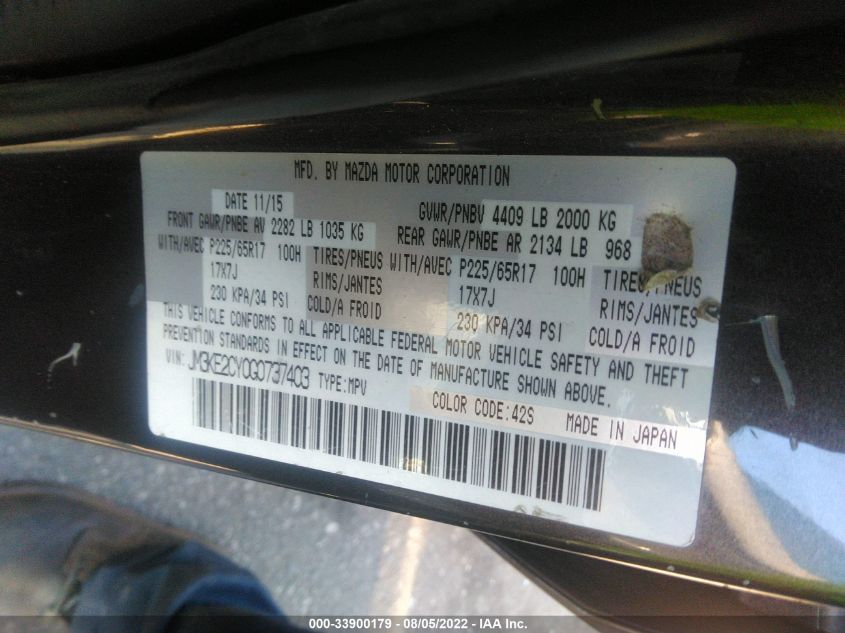 MFD. BY MAZDA MOTOR CORPORATION
DATE 11/15 GVWR/PNBV 4409 LB 2000 KG
FRONT GAWR/PNBE AV 2282 LB 1035 KG REAR GAWR/PNBE AR 2134 LB 968
WITH/AVEC P225/65R17 100H TIRES/PNEUS WITH/AVEC P225/65R17 100H TIRES/PNEUS
17X7J RIMS/JANTES 17X7J RIMS/JANTES
230 KPA/34 PSI COLD/A FROID 230 KPA/34 PSI COLD/A FROID
THIS VEHICLE CONFORMS TO ALL APPLICABLE FEDERAL MOTOR VEHICLE SAFETY AND THEFT
PREVENTION STANDARDS IN EFFECT ON THE DATE OF MANUFACTURE SHOWN ABOVE.
VIN: JM3KE2CY0G0737403 TYPE:MPV
COLOR CODE:42S MADE IN JAPAN
000-33900179 - 08/05/2022 - IAA Inc.